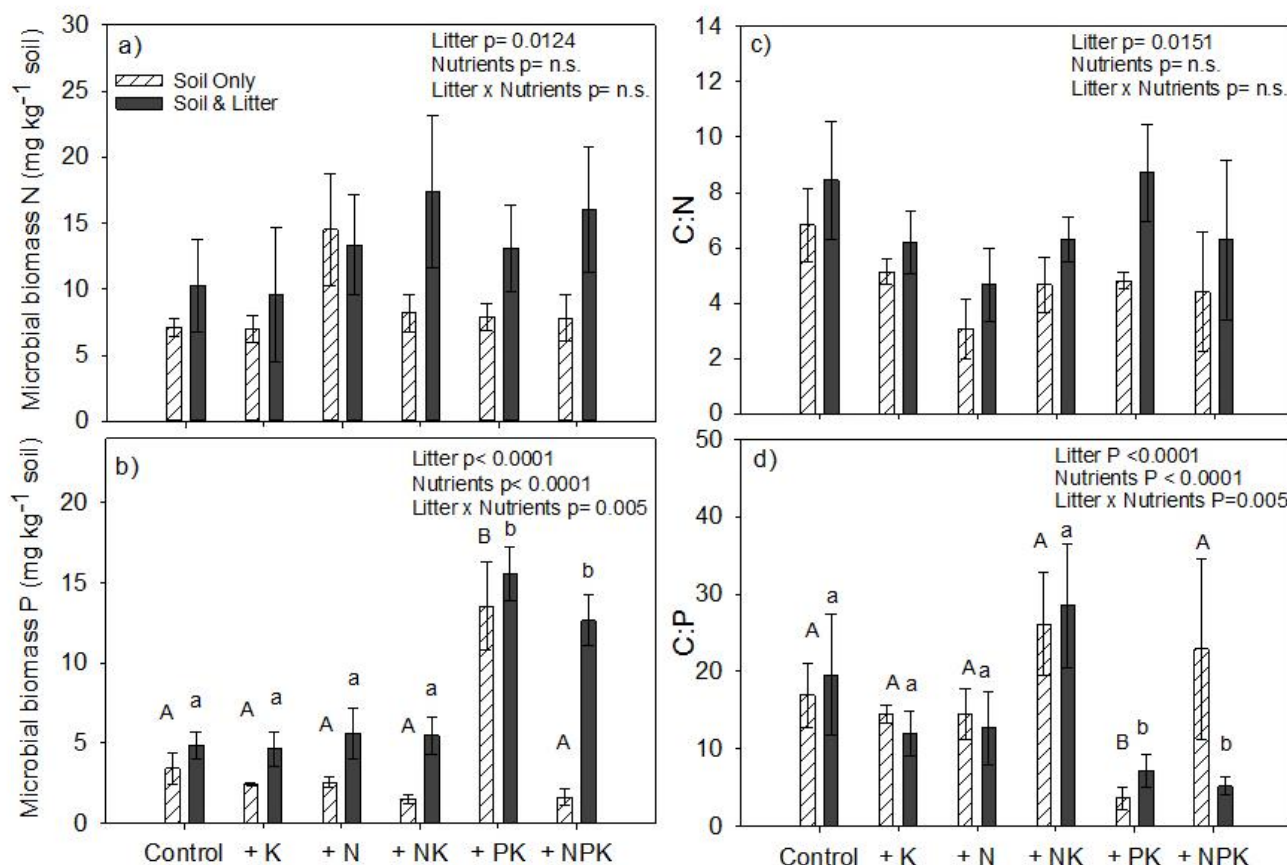 a)
Litter p= 0.0124
Nutrients p= n.s.
Litter x Nutrients p= n.s.
Soil Only
Soil & Litter
Microbial biomass N (mg kg⁻¹ soil)
30
25
20
15
10
5
0
c)
Litter p= 0.0151
Nutrients p= n.s.
Litter x Nutrients p= n.s.
C:N
14
12
10
8
6
4
2
0
b)
Litter p< 0.0001
Nutrients p< 0.0001
Litter x Nutrients p= 0.005
Microbial biomass P (mg kg⁻¹ soil)
20
15
10
5
0
A a A a A a A a B b A b
Control + K + N + NK + PK + NPK
d)
Litter P <0.0001
Nutrients P < 0.0001
Litter x Nutrients P=0.005
C:P
50
40
30
20
10
0
A a A a A a A a B b A b
Control + K + N + NK + PK + NPK